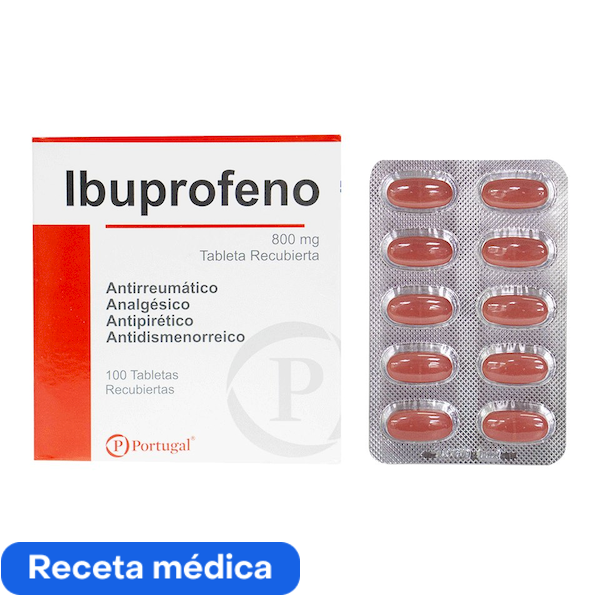 Ibuprofeno
800 mg
Tableta Recubierta
Antirreumático
Analgésico
Antipirético
Antidismenorreico
100 Tabletas
Recubiertas
P Portugal®
Receta médica